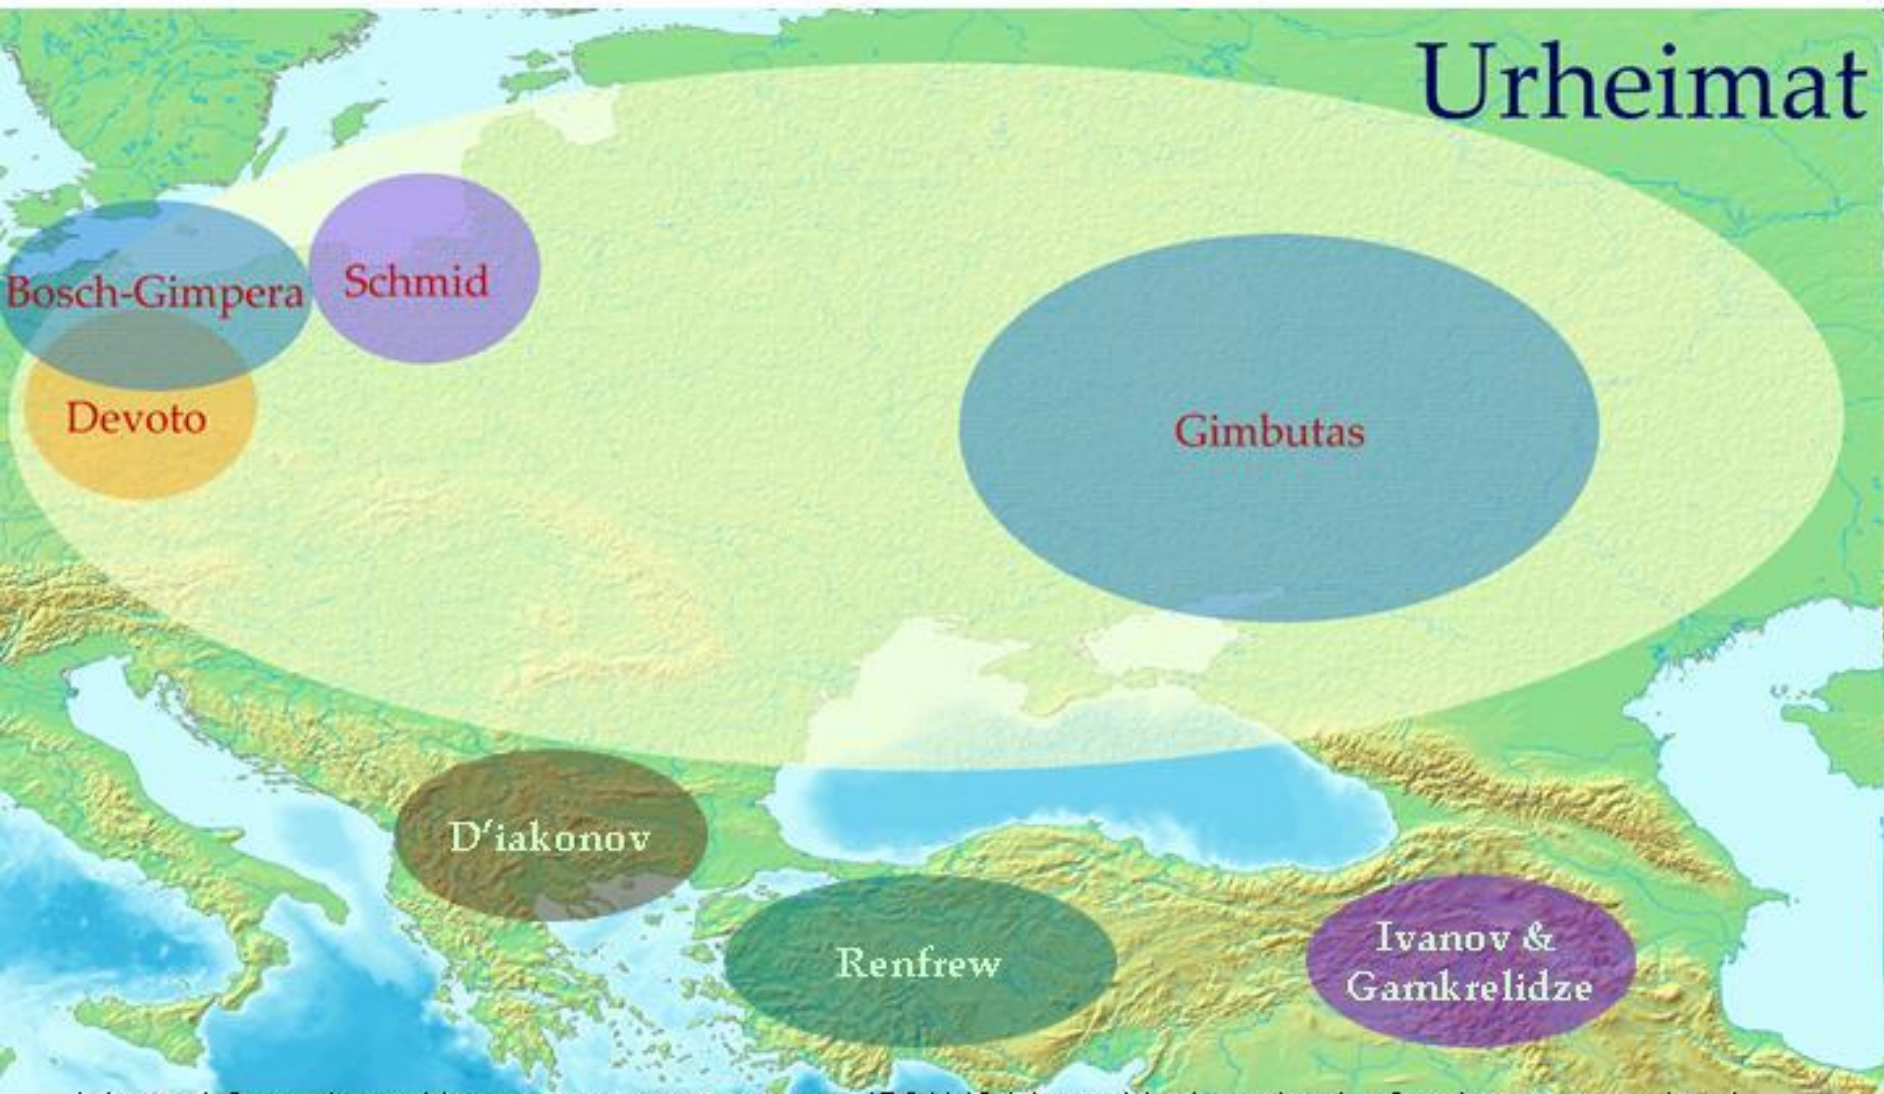 Urheimat
Bosch-Gimpera
Schmid
Devoto
Gimbutas
D'iakonov
Renfrew
Ivanov &
Gamkrelidze